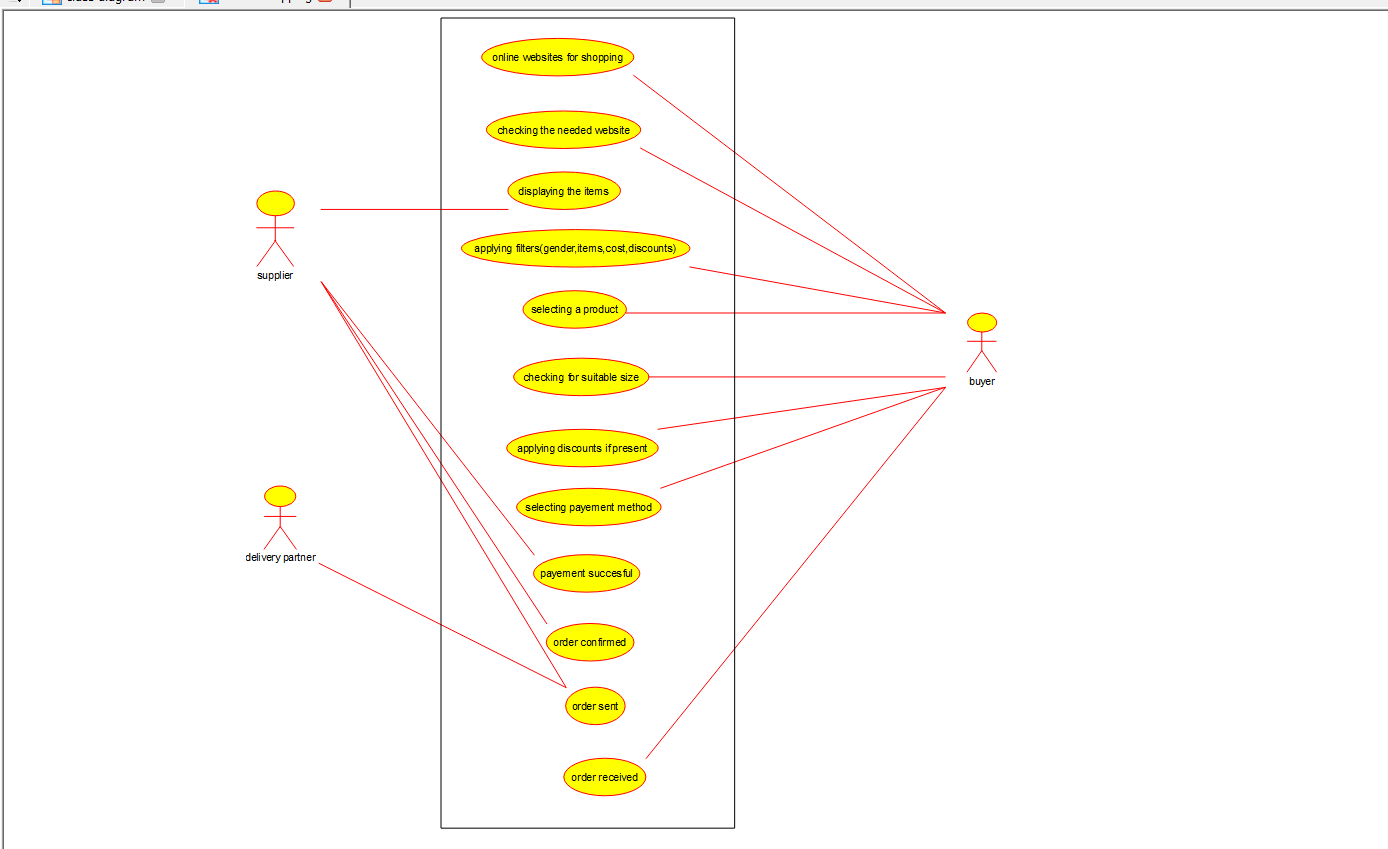 online websites for shopping
checking the needed website
displaying the items
supplier
applying filters(gender,items,cost,discounts)
selecting a product
checking for suitable size
buyer
applying discounts if present
selecting payement method
delivery partner
payement succesful
order confirmed
order sent
order received